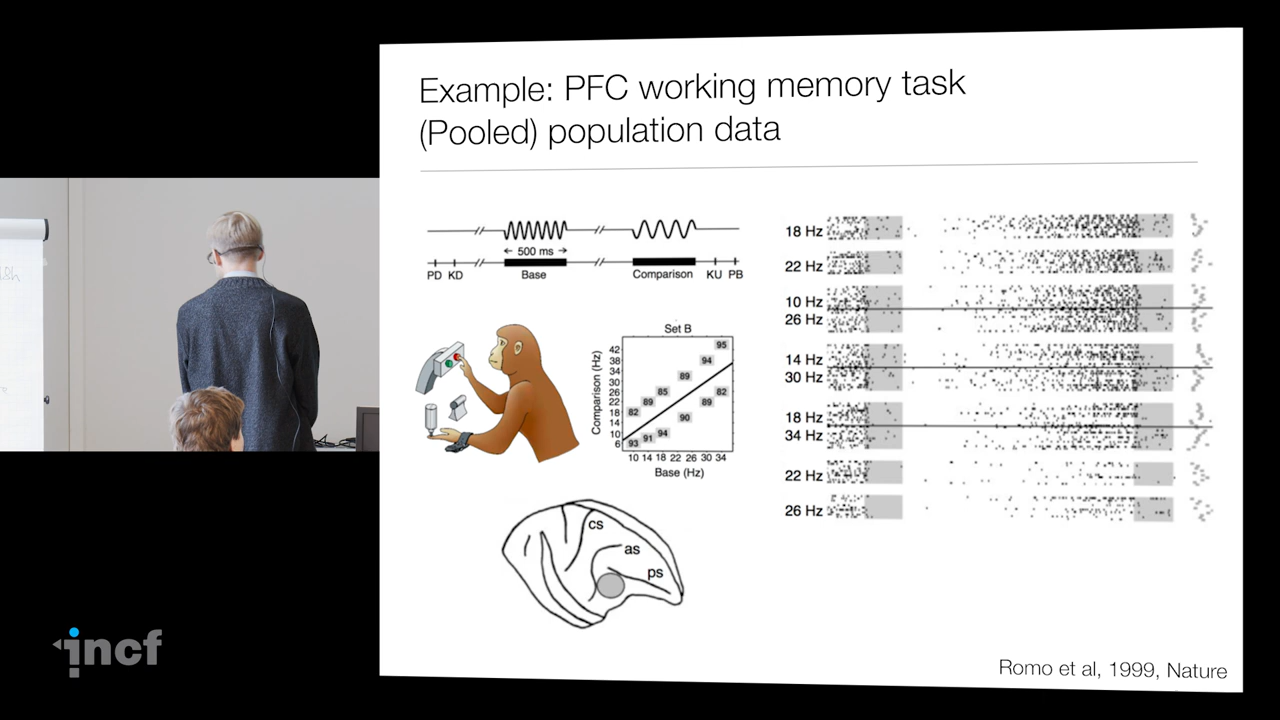 Example: PFC working memory task
(Pooled) population data
500 ms
PD KD Base Comparison KU PB
Set B
Comparison (Hz)
42
38
34
30
26
22
18
14
10
6
95
94
89
85
82
89
89
82
90
94
91
93
10 14 18 22 26 30 34
Base (Hz)
cs
as
ps
18 Hz
22 Hz
10 Hz
26 Hz
14 Hz
30 Hz
18 Hz
34 Hz
22 Hz
26 Hz
incf
Romo et al, 1999, Nature